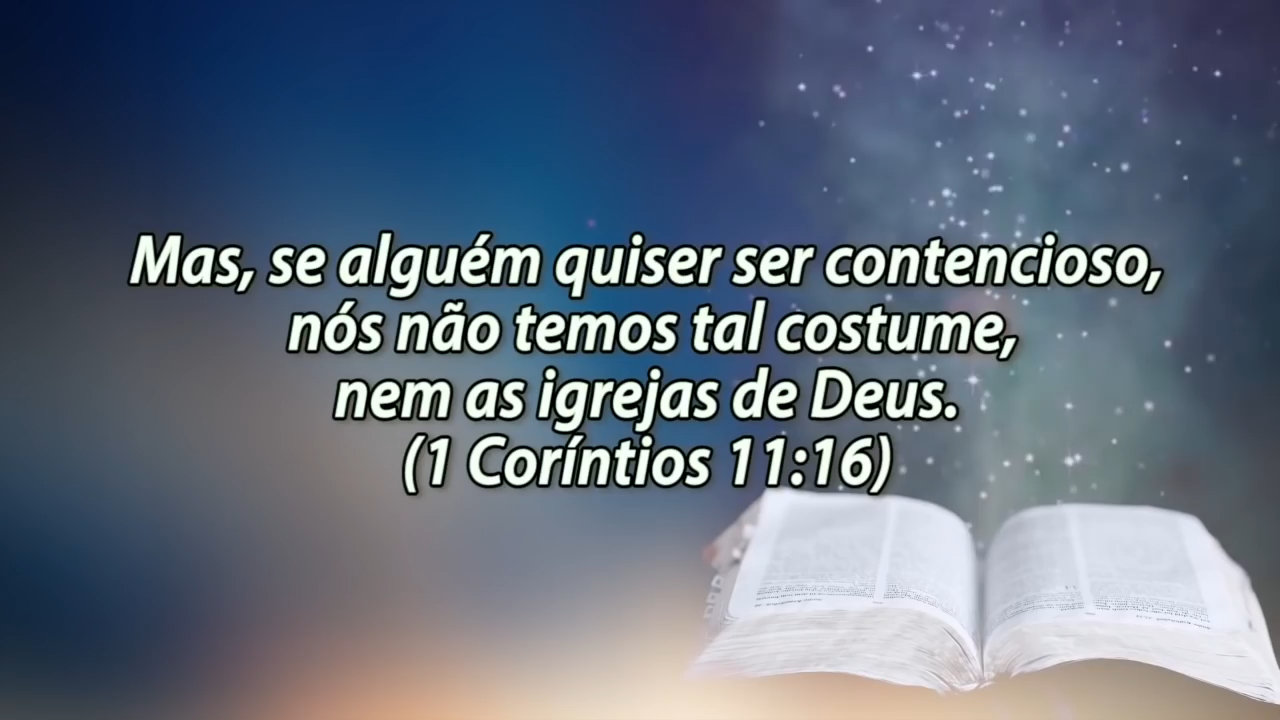 Mas, se alguém quiser ser contencioso,
nós não temos tal costume,
nem as igrejas de Deus.
(1 Coríntios 11:16)